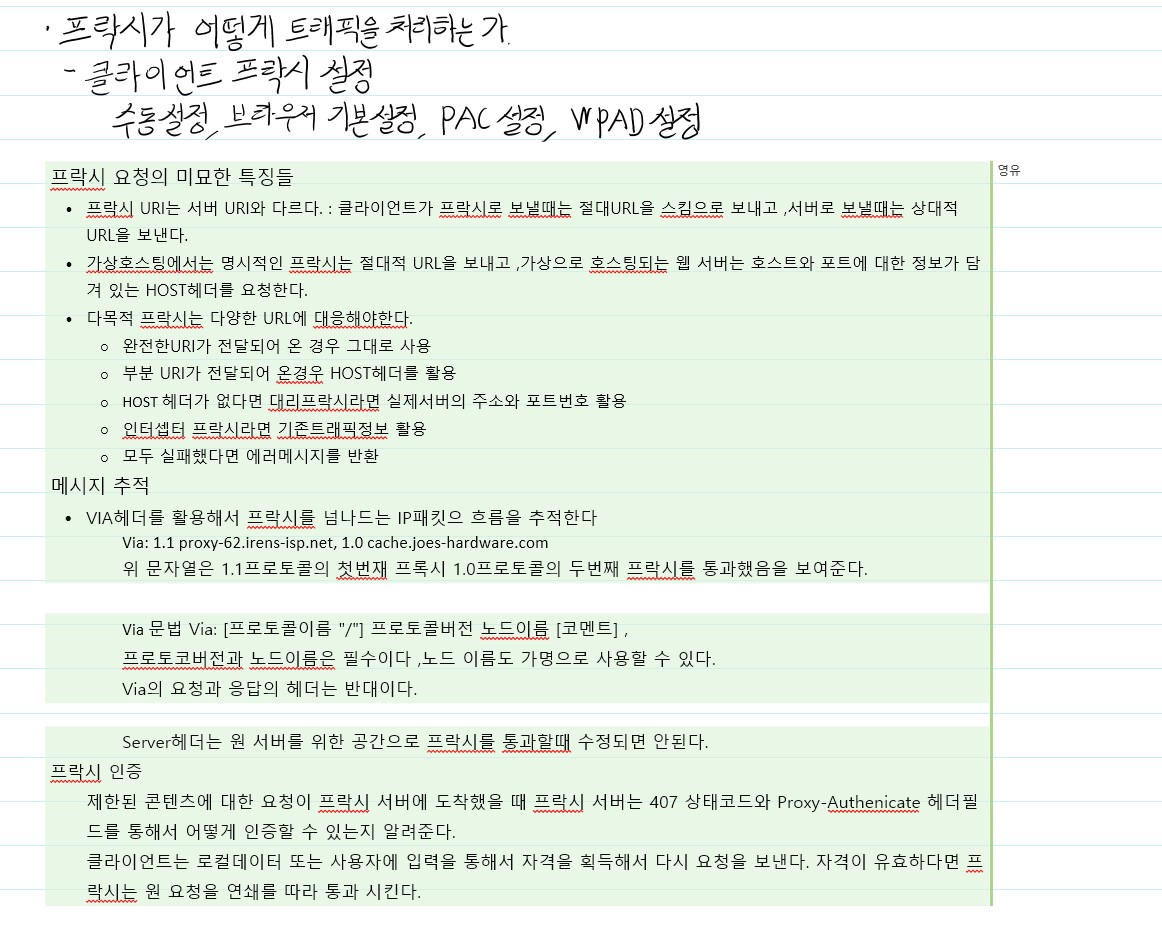 · 프락시가 어떻게 트래픽을 처리하는가.
- 클라이언트 프락시 설정
수동설정, 브라우저 기본설정, PAC 설정, WPAD 설정
프락시 요청의 미묘한 특징들
영유
• 프락시 URI는 서버 URI와 다르다. : 클라이언트가 프락시로 보낼때는 절대URL을 스킴으로 보내고 ,서버로 보낼때는 상대적
URL을 보낸다.
• 가상호스팅에서는 명시적인 프락시는 절대적 URL을 보내고 ,가상으로 호스팅되는 웹 서버는 호스트와 포트에 대한 정보가 담
겨 있는 HOST헤더를 요청한다.
• 다목적 프락시는 다양한 URL에 대응해야한다.
○ 완전한URI가 전달되어 온 경우 그대로 사용
○ 부분 URI가 전달되어 온경우 HOST헤더를 활용
○ HOST 헤더가 없다면 대리프락시라면 실제서버의 주소와 포트번호 활용
○ 인터셉터 프락시라면 기존트래픽정보 활용
○ 모두 실패했다면 에러메시지를 반환
메시지 추적
• VIA헤더를 활용해서 프락시를 넘나드는 IP패킷으 흐름을 추적한다
Via: 1.1 proxy-62.irens-isp.net, 1.0 cache.joes-hardware.com
위 문자열은 1.1프로토콜의 첫번재 프록시 1.0프로토콜의 두번째 프락시를 통과했음을 보여준다.
Via 문법 Via: [프로토콜이름 "/"] 프로토콜버전 노드이름 [코멘트] ,
프로토코버전과 노드이름은 필수이다 ,노드 이름도 가명으로 사용할 수 있다.
Via의 요청과 응답의 헤더는 반대이다.
Server헤더는 원 서버를 위한 공간으로 프락시를 통과할때 수정되면 안된다.
프락시 인증
제한된 콘텐츠에 대한 요청이 프락시 서버에 도착했을 때 프락시 서버는 407 상태코드와 Proxy-Authenicate 헤더필
드를 통해서 어떻게 인증할 수 있는지 알려준다.
클라이언트는 로컬데이터 또는 사용자에 입력을 통해서 자격을 획득해서 다시 요청을 보낸다. 자격이 유효하다면 프
락시는 원 요청을 연쇄를 따라 통과 시킨다.